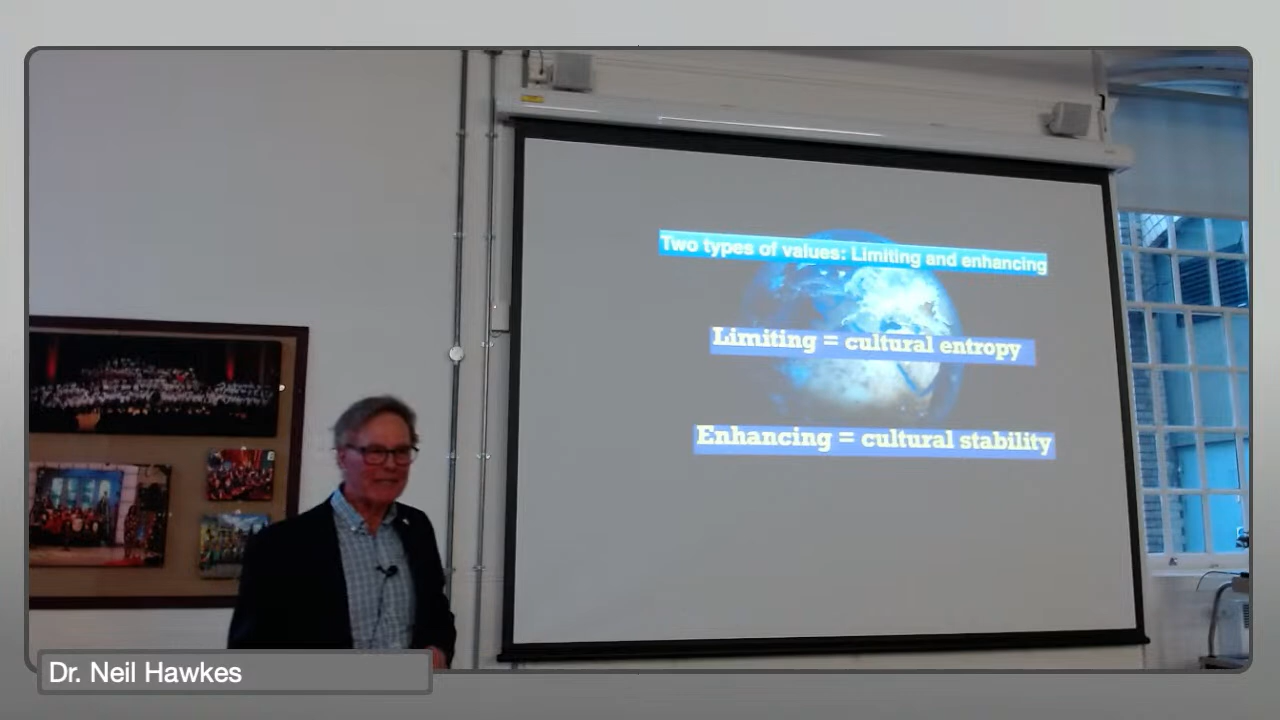 Two types of values: Limiting and enhancing
Limiting = cultural entropy
Enhancing = cultural stability
Dr. Neil Hawkes